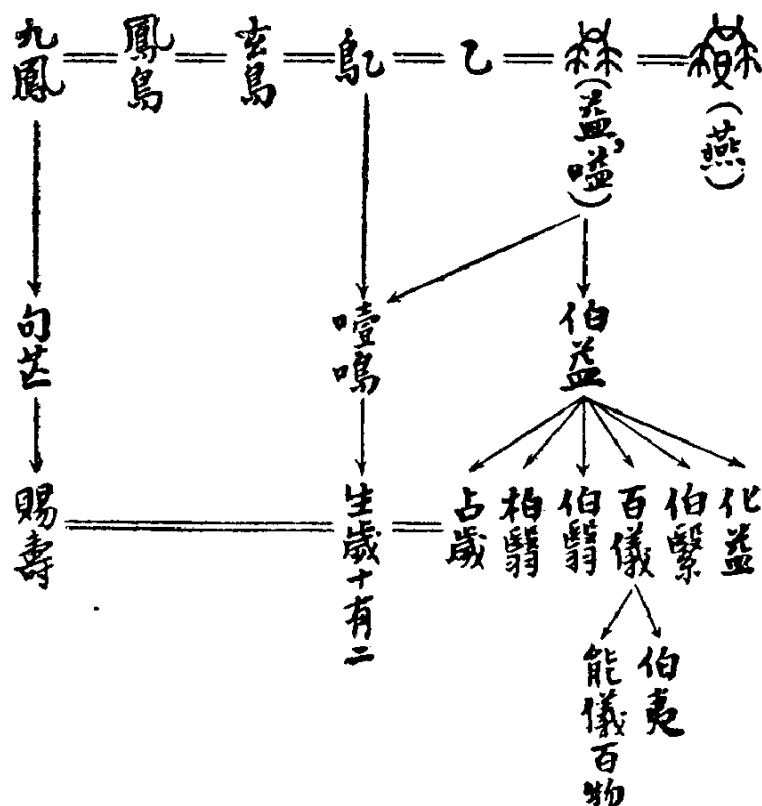 九鳳
鳳鳥
玄鳥
鳦
乙
(益,嗌)
(燕)
句芒
噎鳴
伯益
賜壽
生歲十有二
占歲
柏翳
伯翳
百儀
伯繄
化益
能儀百物
伯夷